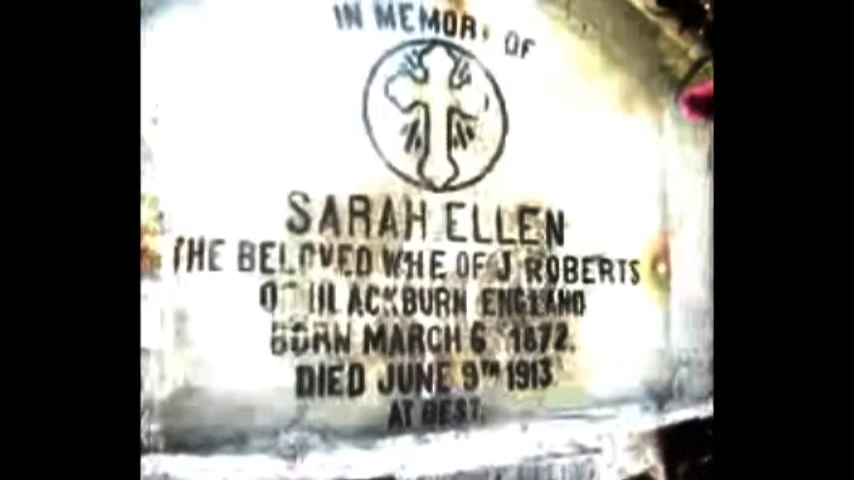 IN MEMORY OF
SARAH ELLEN
THE BELOVED WIFE OF J ROBERTS
OF BLACKBURN ENGLAND
BORN MARCH 6 1872.
DIED JUNE 9TH 1913
AT REST.